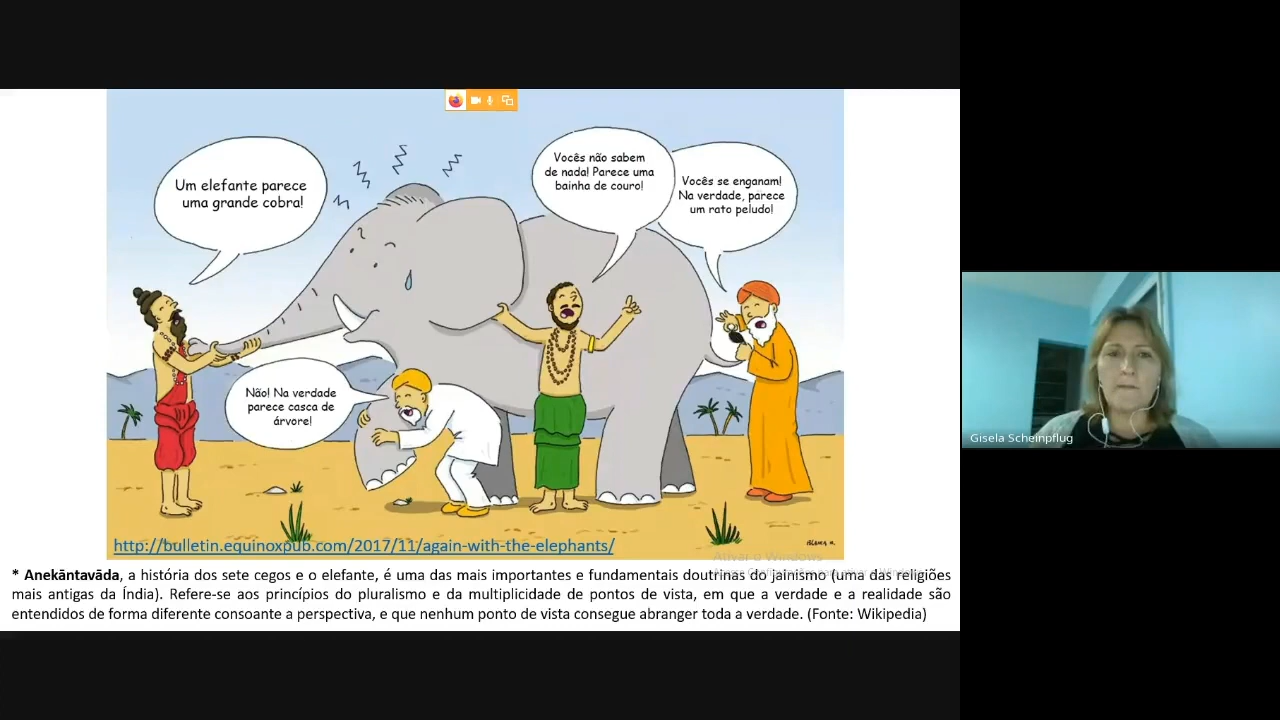 Um elefante parece
uma grande cobra!
Vocês não sabem
de nada! Parece uma
bainha de couro!
Vocês se enganam!
Na verdade, parece
um rato peludo!
Não! Na verdade
parece casca de
árvore!
http://bulletin.equinoxpub.com/2017/11/again-with-the-elephants/
Ativar o Windows
* Anekāntavāda, a história dos sete cegos e o elefante, é uma das mais importantes e fundamentais doutrinas do jainismo (uma das religiões
mais antigas da Índia). Refere-se aos princípios do pluralismo e da multiplicidade de pontos de vista, em que a verdade e a realidade são
entendidos de forma diferente consoante a perspectiva, e que nenhum ponto de vista consegue abranger toda a verdade. (Fonte: Wikipedia)
Gisela Scheinpflug